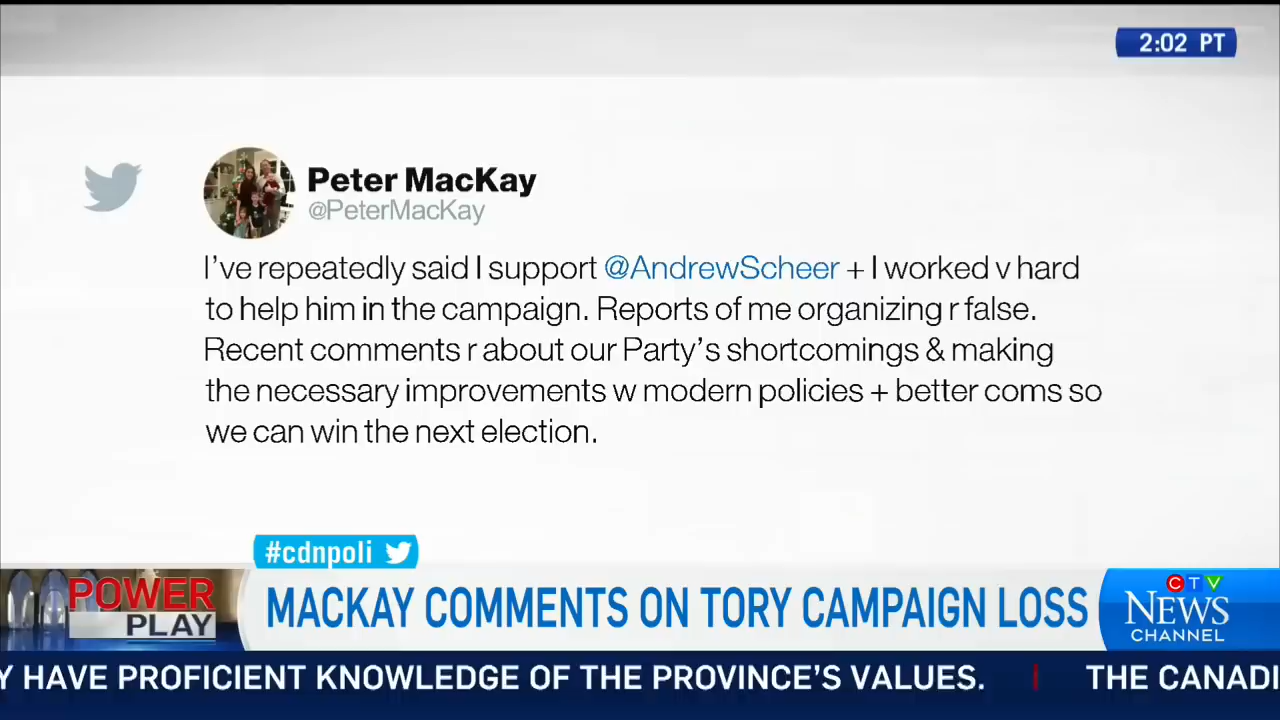 2:02 PT
Peter MacKay
@PeterMacKay
I've repeatedly said I support @AndrewScheer + I worked v hard
to help him in the campaign. Reports of me organizing r false.
Recent comments r about our Party's shortcomings & making
the necessary improvements w modern policies + better coms so
we can win the next election.
#cdnpoli
POWER
PLAY
MACKAY COMMENTS ON TORY CAMPAIGN LOSS
CTV
NEWS
CHANNEL
Y HAVE PROFICIENT KNOWLEDGE OF THE PROVINCE'S VALUES. | THE CANADI